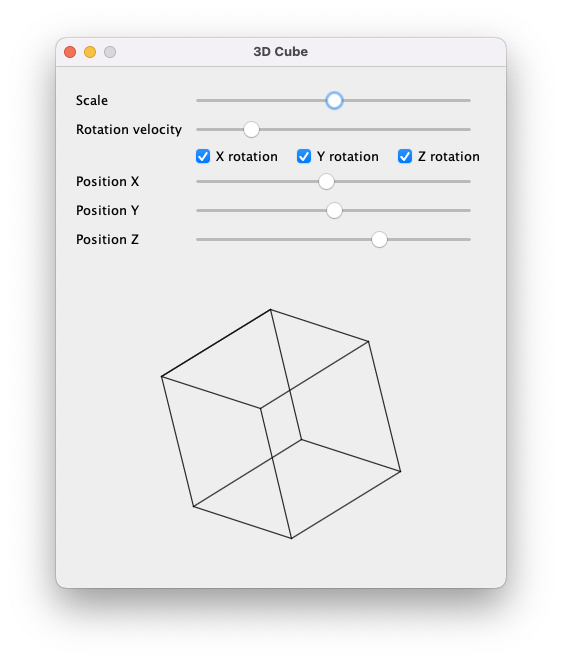 3D Cube
Scale
Rotation velocity
X rotation Y rotation Z rotation
Position X
Position Y
Position Z